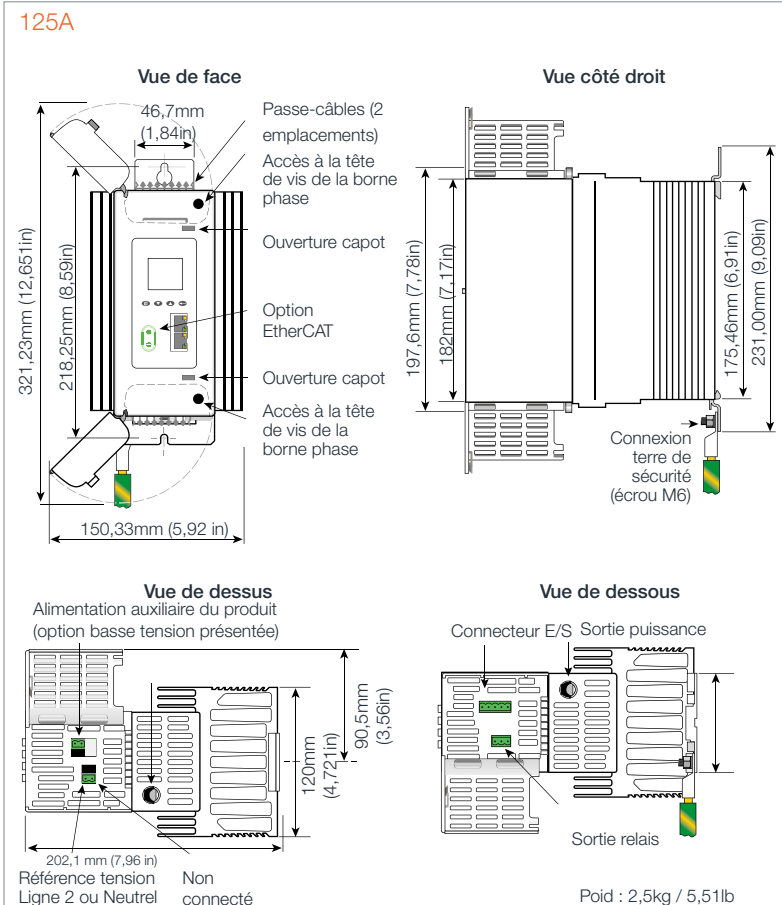 125A
Vue de face
46,7mm
(1,84in)
Passe-câbles (2
emplacements)
Accès à la tête
de vis de la borne
phase
Ouverture capot
Option
EtherCAT
Ouverture capot
Accès à la tête
de vis de la
borne phase
321,23mm (12,651in)
218,25mm (8,59in)
150,33mm (5,92 in)
Vue côté droit
197,6mm (7,78in)
182mm (7,17in)
175,46mm (6,91in)
231,00mm (9,09in)
Connexion
terre de
sécurité
(écrou M6)
Vue de dessus
Alimentation auxiliaire du produit
(option basse tension présentée)
90,5mm
(3,56in)
120mm
(4,721in)
202,1 mm (7,96 in)
Référence tension
Ligne 2 ou Neutrel
Non
connecté
Vue de dessous
Connecteur E/S
Sortie puissance
Sortie relais
Poid : 2,5kg / 5,51lb